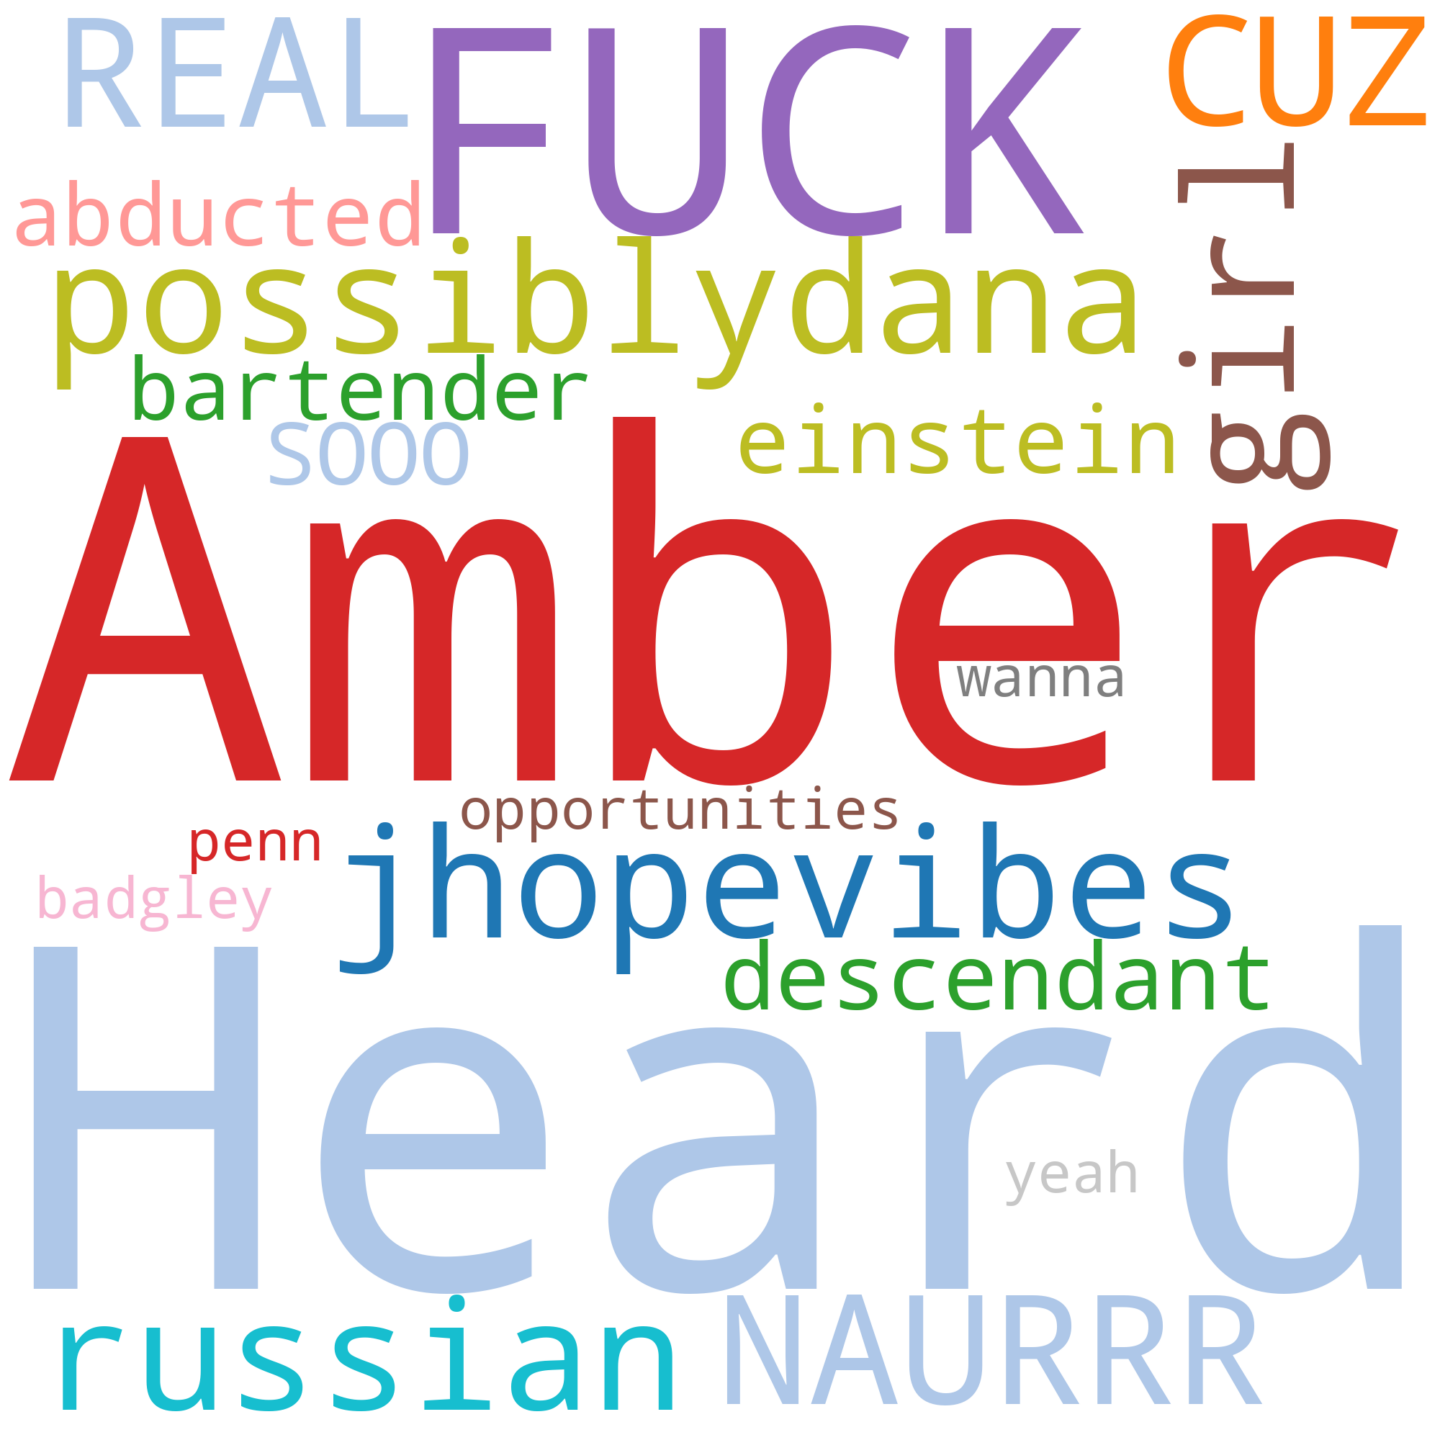 REAL
FUCK
CUZ
girl
abducted
possiblydana
bartender
einstein
SOOO
Amber
wanna
opportunities
penn
jhopevibes
badgley
descendant
Heard
yeah
russian
NAURRR